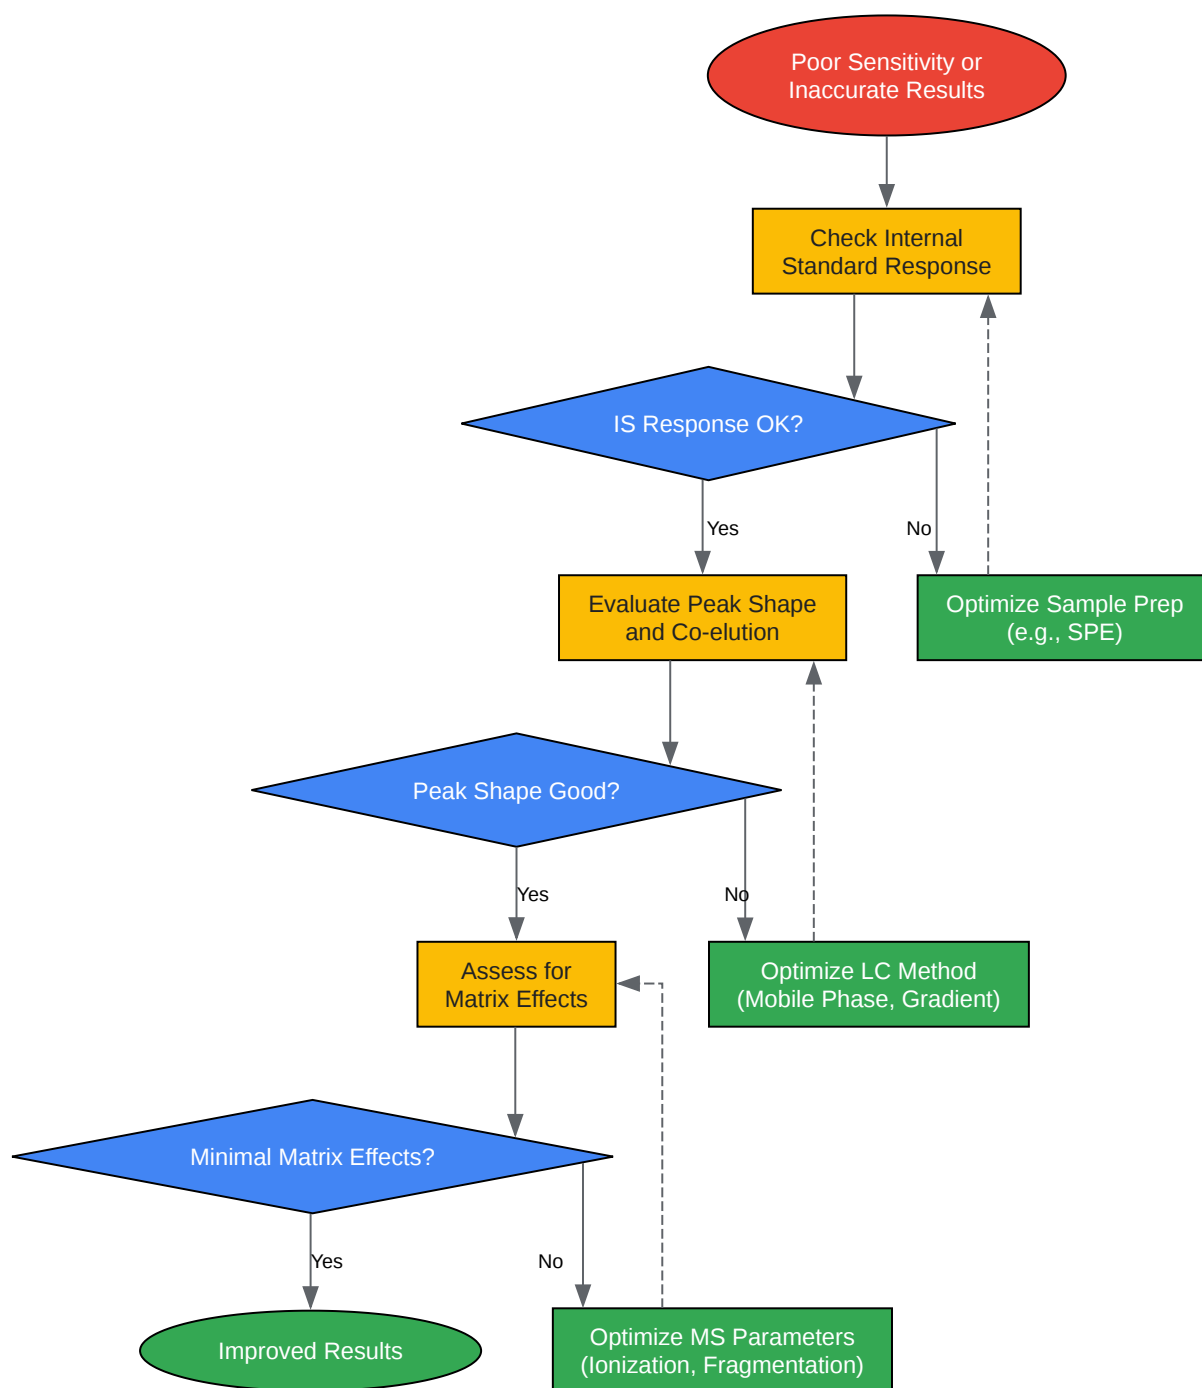 Poor Sensitivity or
Inaccurate Results
Check Internal
Standard Response
IS Response OK?
Yes
No
Evaluate Peak Shape
and Co-elution
Optimize Sample Prep
(e.g., SPE)
Peak Shape Good?
Yes
No
Assess for
Matrix Effects
Optimize LC Method
(Mobile Phase, Gradient)
Minimal Matrix Effects?
Yes
No
Improved Results
Optimize MS Parameters
(Ionization, Fragmentation)